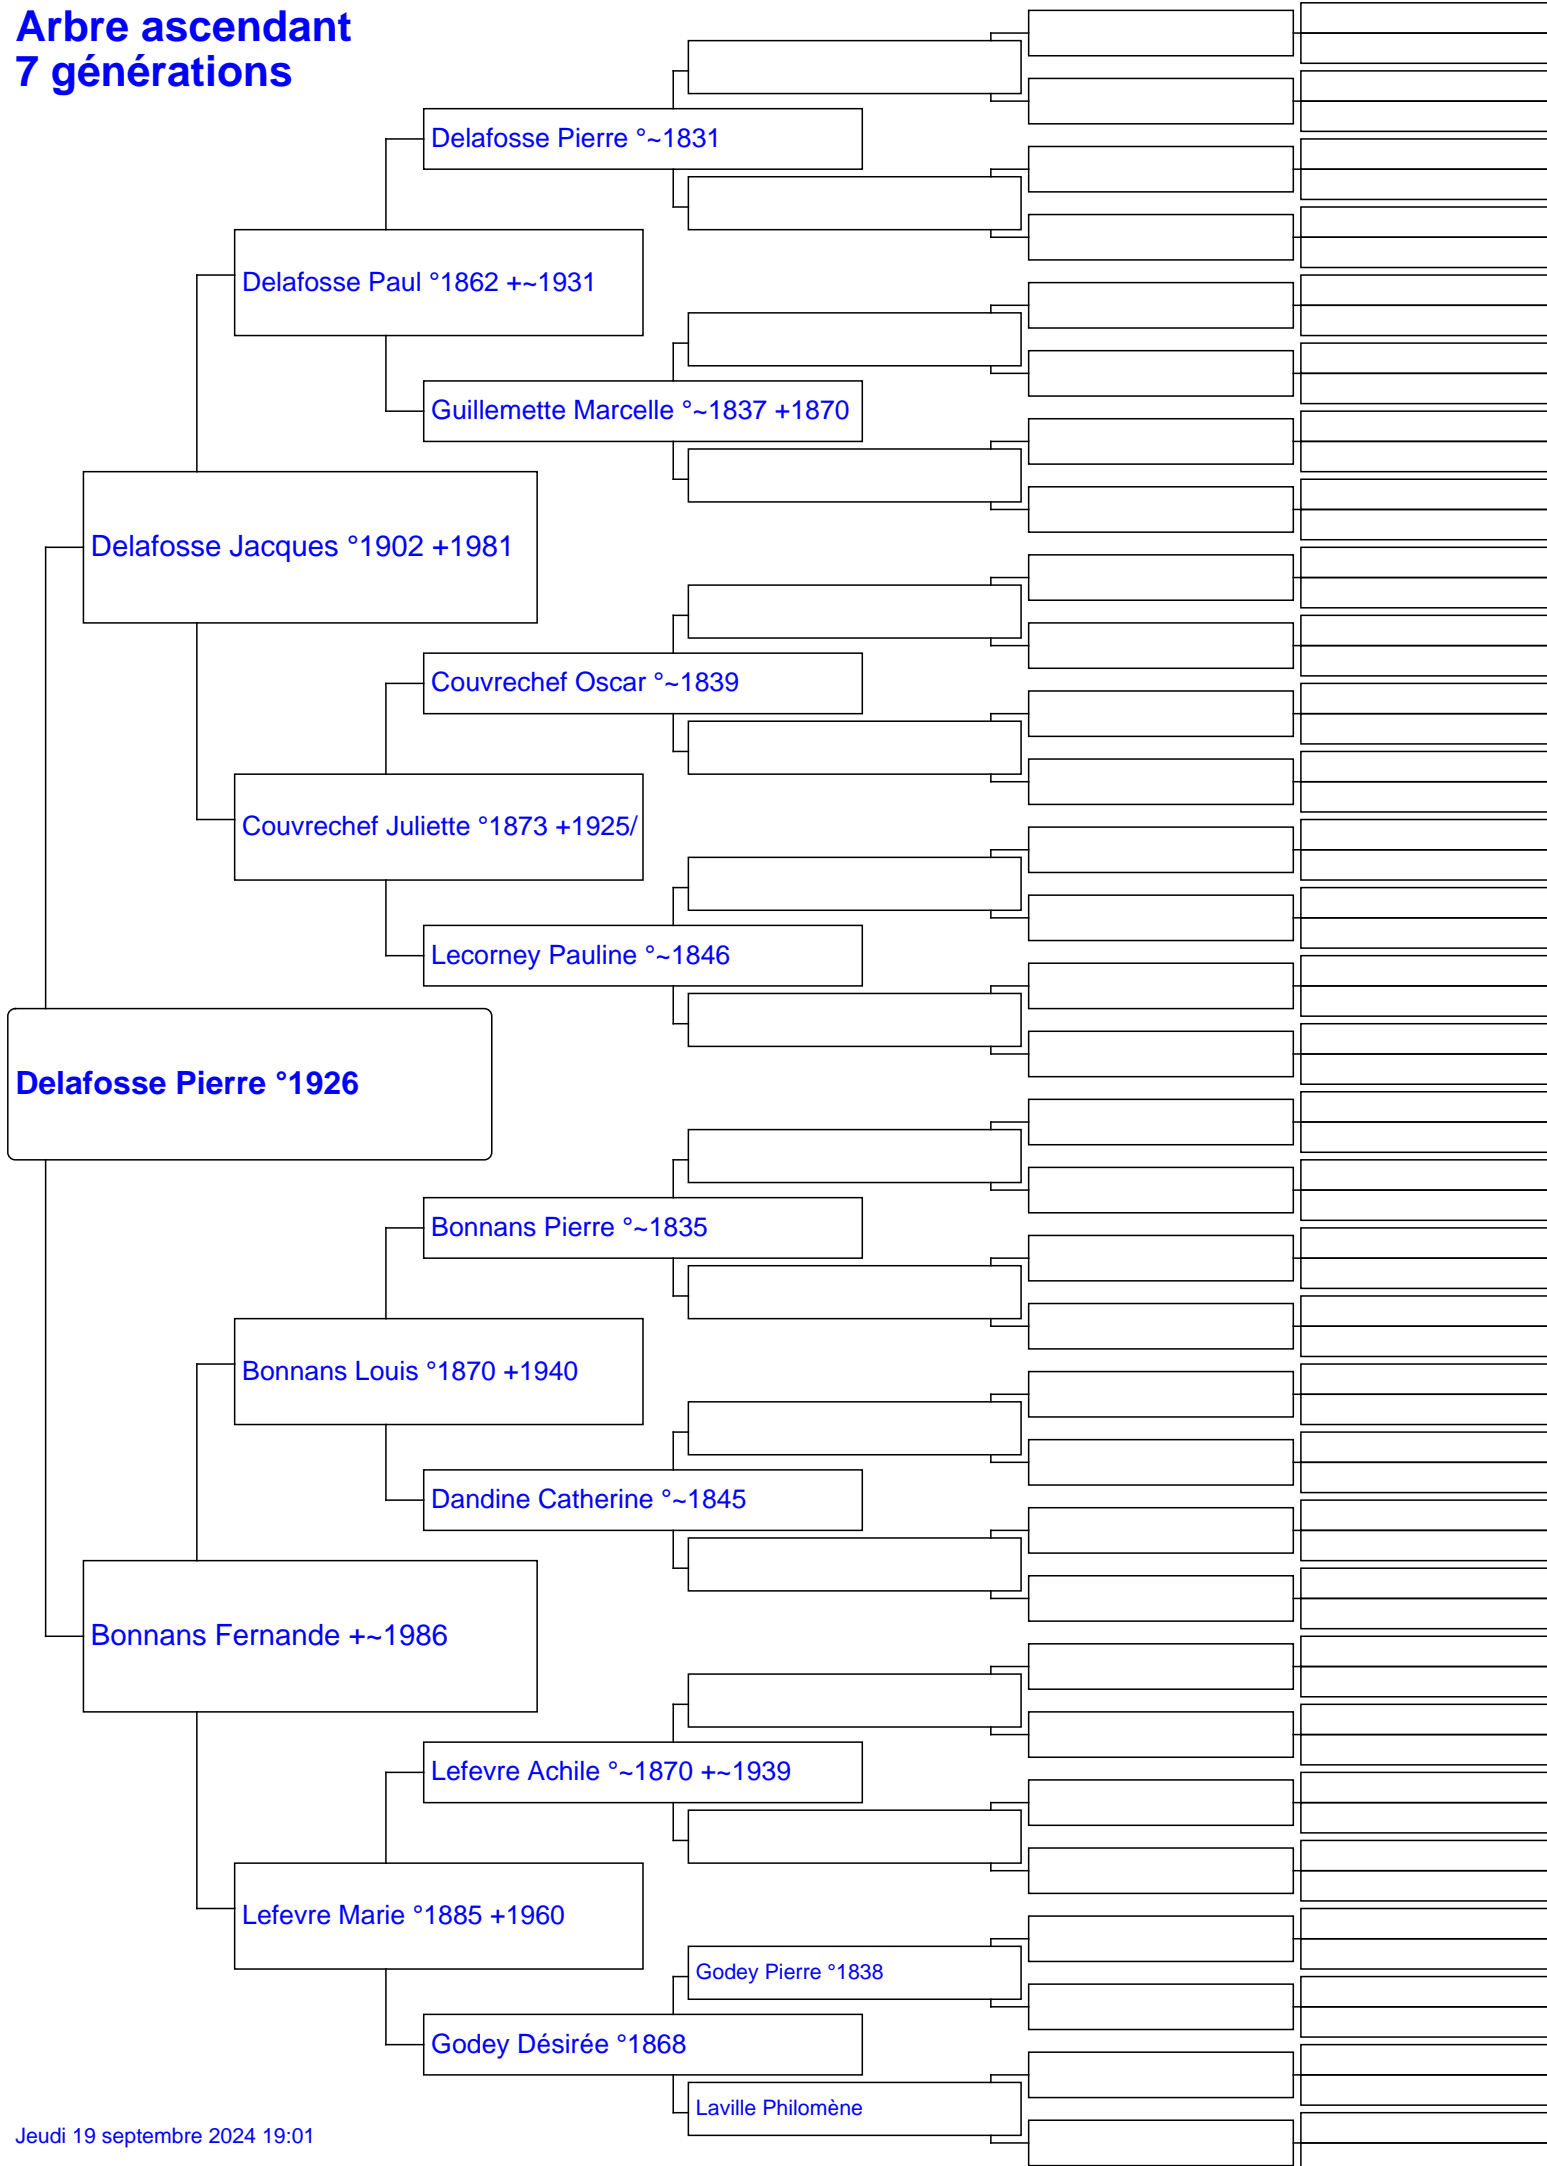 Arbre ascendant
7 générations
Delafosse Pierre °~1831
Delafosse Paul °1862 +~1931
Guillemette Marcelle °~1837 +1870
Delafosse Jacques °1902 +1981
Couvrechef Oscar °~1839
Couvrechef Juliette °1873 +1925/
Lecorney Pauline °~1846
Delafosse Pierre °1926
Bonnans Pierre °~1835
Bonnans Louis °1870 +1940
Dandine Catherine °~1845
Bonnans Fernande +~1986
Lefevre Achile °~1870 +~1939
Lefevre Marie °1885 +1960
Godey Pierre °1838
Godey Désirée °1868
Laville Philomène
Jeudi 19 septembre 2024 19:01